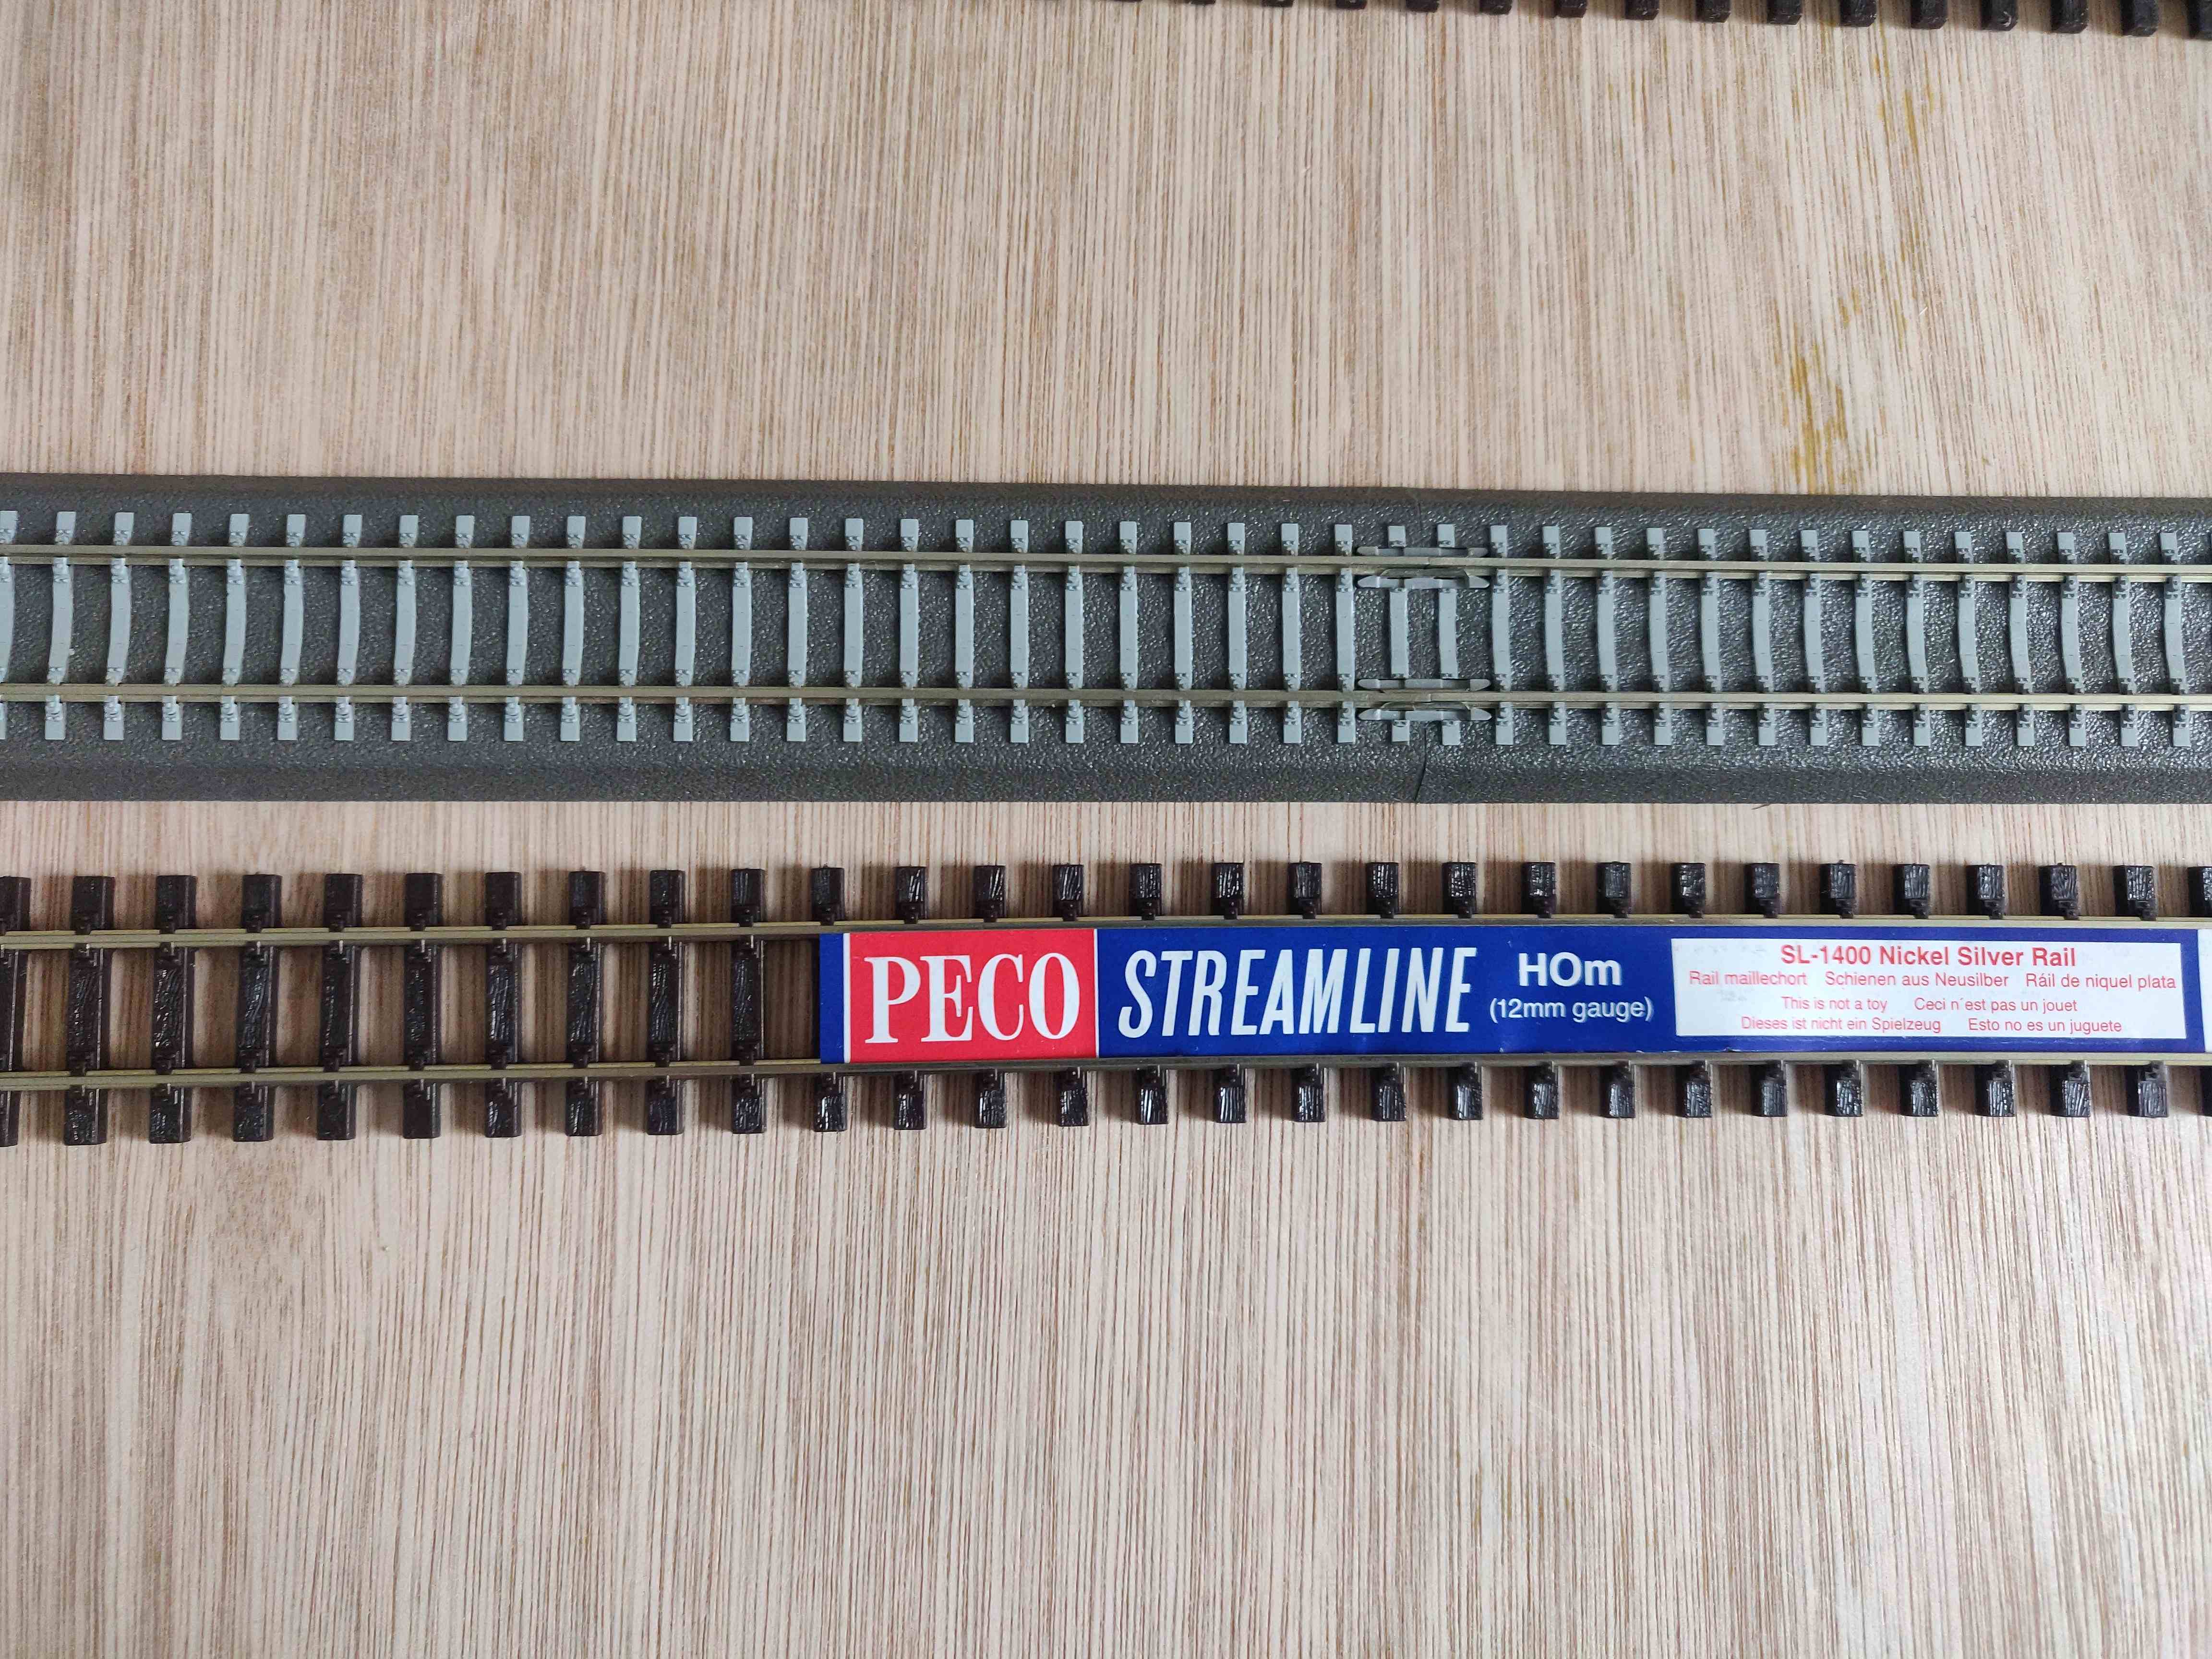 PECO STREAMLINE HOm
(12mm gauge)
SL-1400 Nickel Silver Rail
Rail maillechort Schienen aus Neusilber Ráil de niquel plata
This is not a toy Ceci n´est pas un jouet
Dieses ist nicht ein Spielzeug Esto no es un juguete